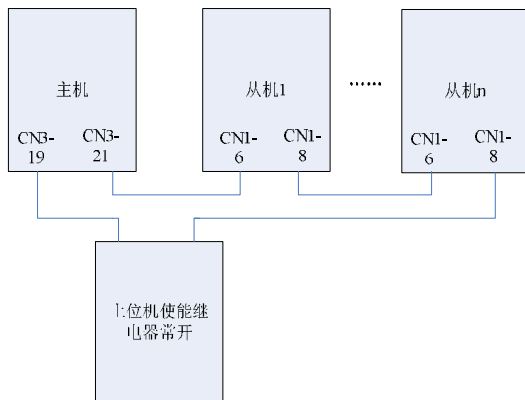 主机
从机1
......
从机n
CN3-
19
CN3-
21
CN1-
6
CN1-
8
CN1-
6
CN1-
8
上位机使能继
电器常开